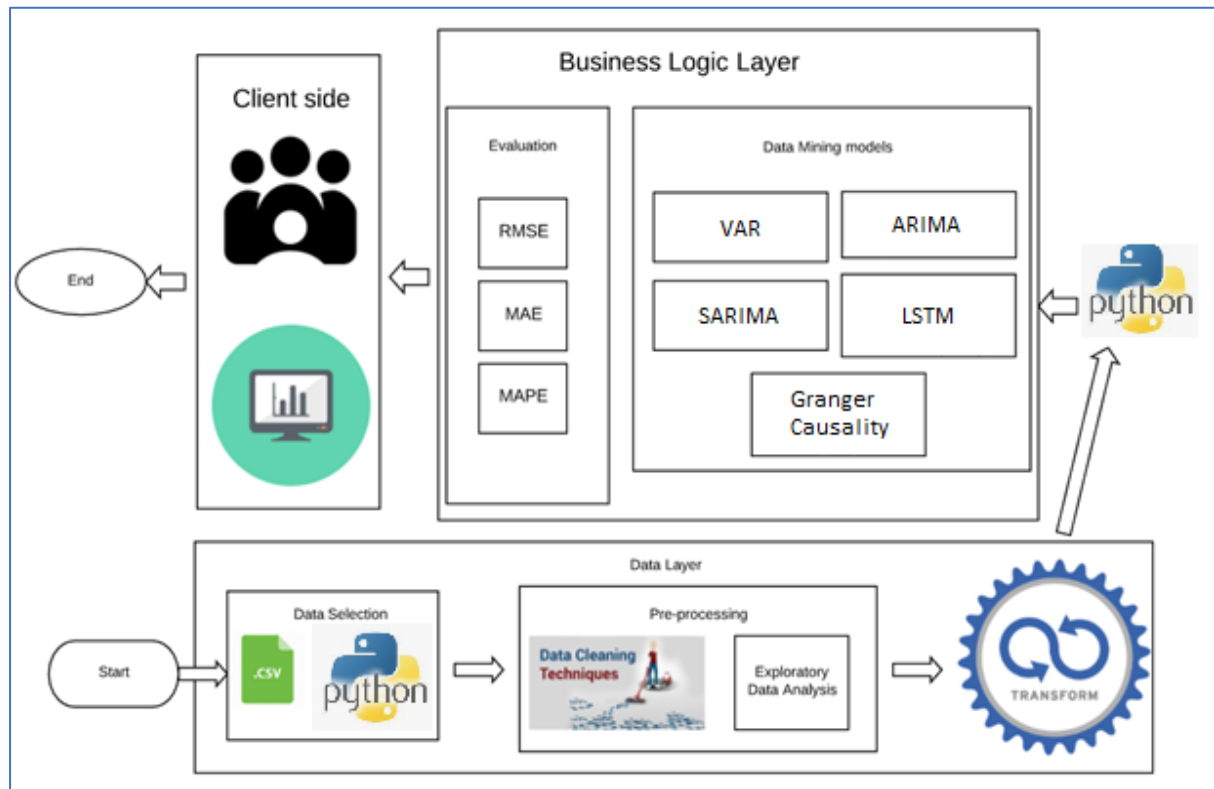 Business Logic Layer
Client side
Evaluation
Data Mining models
RMSE
MAE
MAPE
VAR
ARIMA
SARIMA
LSTM
Granger
Causality
python
End
Data Layer
Data Selection
Pre-processing
Start
.CSV
python
Data Cleaning
Techniques
Exploratory
Data Analysis
TRANSFORM